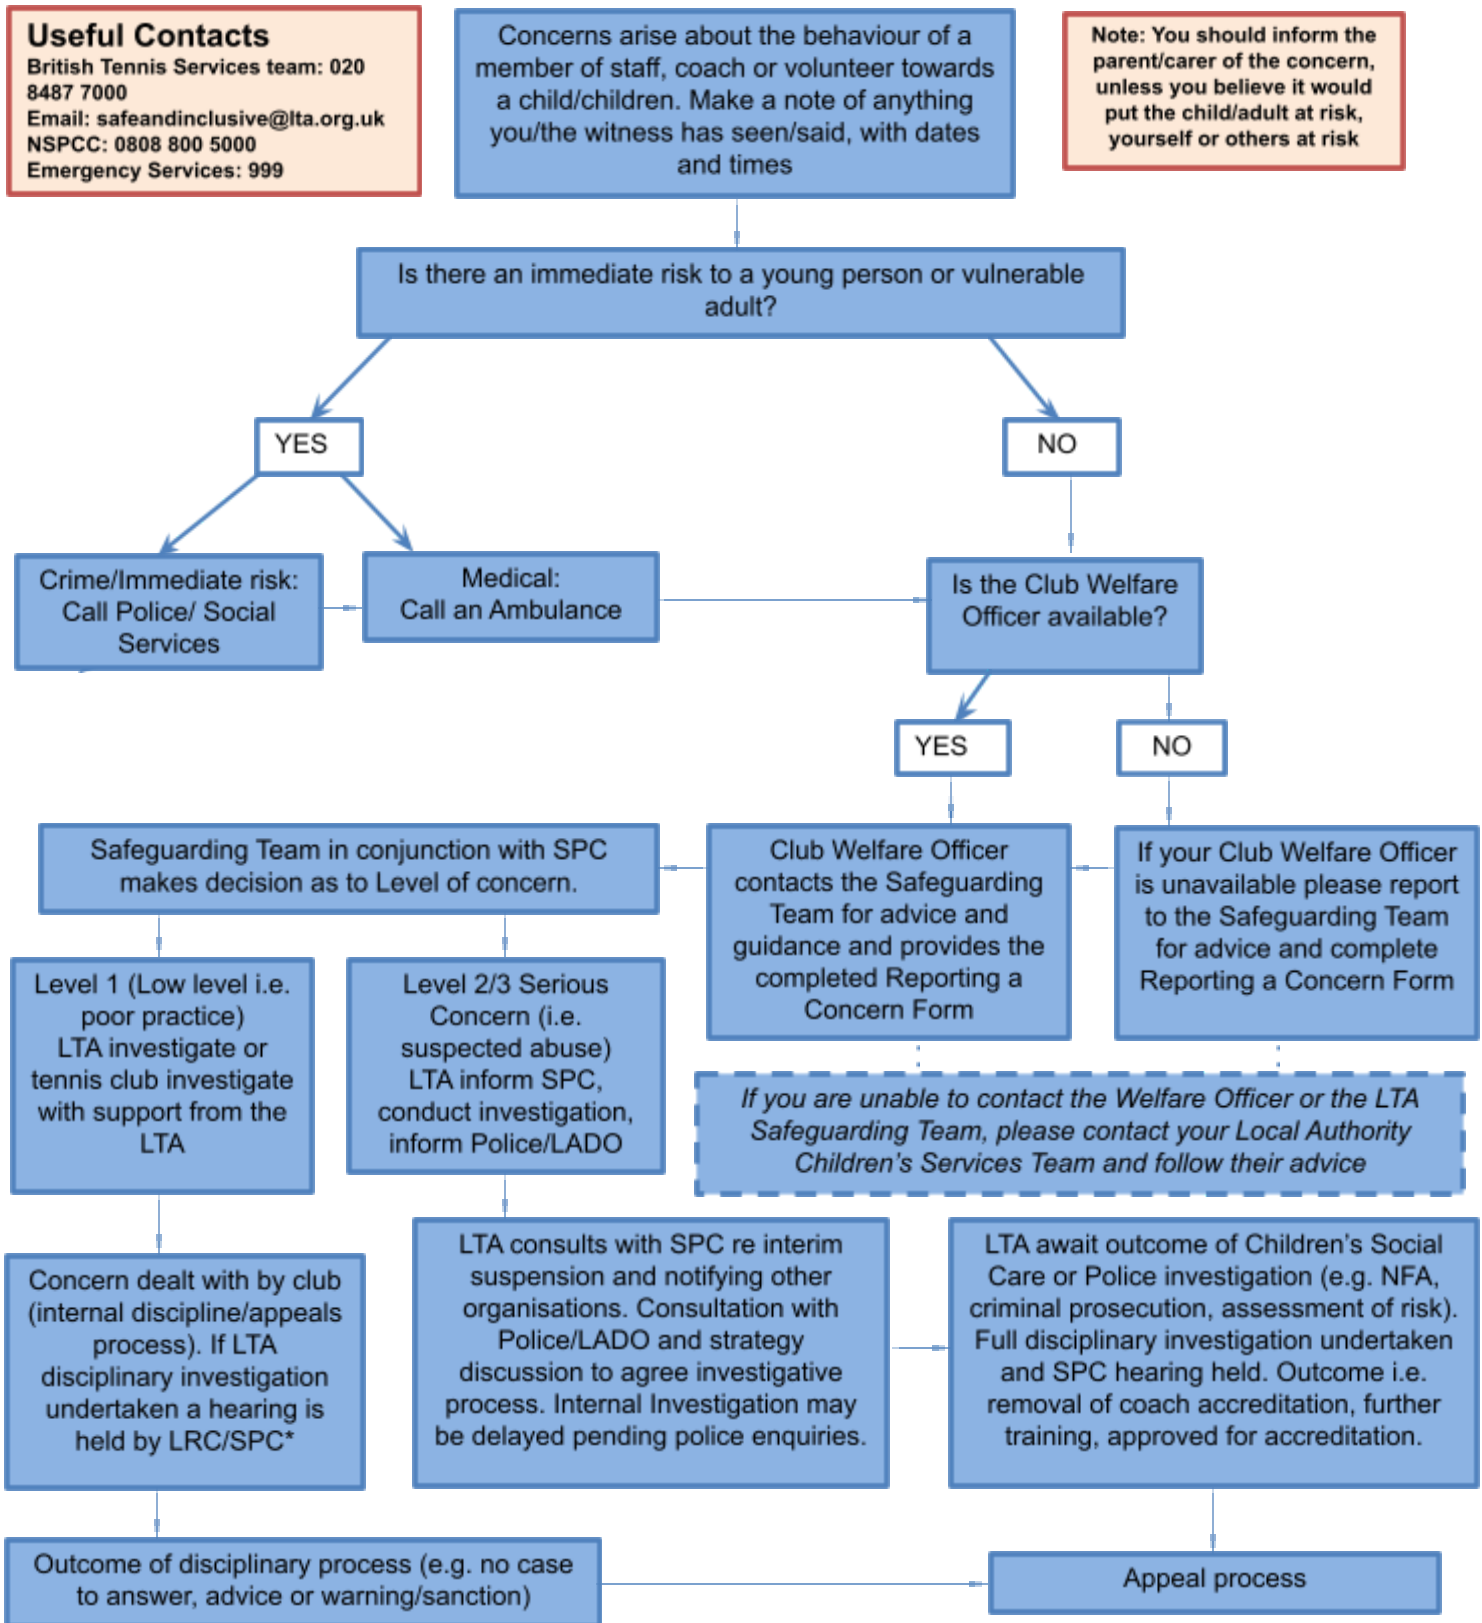 Useful Contacts
British Tennis Services team: 020
8487 7000
Email: safeandinclusive@lta.org.uk
NSPCC: 0808 800 5000
Emergency Services: 999
Concerns arise about the behaviour of a
member of staff, coach or volunteer towards
a child/children. Make a note of anything
you/the witness has seen/said, with dates
and times
Note: You should inform the
parent/carer of the concern,
unless you believe it would
put the child/adult at risk,
yourself or others at risk
Is there an immediate risk to a young person or vulnerable
adult?
YES
NO
Crime/Immediate risk:
Call Police/ Social
Services
Medical:
Call an Ambulance
Is the Club Welfare
Officer available?
YES
NO
Safeguarding Team in conjunction with SPC
makes decision as to Level of concern.
Club Welfare Officer
contacts the Safeguarding
Team for advice and
guidance and provides the
completed Reporting a
Concern Form
If your Club Welfare Officer
is unavailable please report
to the Safeguarding Team
for advice and complete
Reporting a Concern Form
Level 1 (Low level i.e.
poor practice)
LTA investigate or
tennis club investigate
with support from the
LTA
Level 2/3 Serious
Concern (i.e.
suspected abuse)
LTA inform SPC,
conduct investigation,
inform Police/LADO
If you are unable to contact the Welfare Officer or the LTA
Safeguarding Team, please contact your Local Authority
Children's Services Team and follow their advice
Concern dealt with by club
(internal discipline/appeals
process). If LTA
disciplinary investigation
undertaken a hearing is
held by LRC/SPC*
LTA consults with SPC re interim
suspension and notifying other
organisations. Consultation with
Police/LADO and strategy
discussion to agree investigative
process. Internal Investigation may
be delayed pending police enquiries.
LTA await outcome of Children's Social
Care or Police investigation (e.g. NFA,
criminal prosecution, assessment of risk).
Full disciplinary investigation undertaken
and SPC hearing held. Outcome i.e.
removal of coach accreditation, further
training, approved for accreditation.
Outcome of disciplinary process (e.g. no case
to answer, advice or warning/sanction)
Appeal process